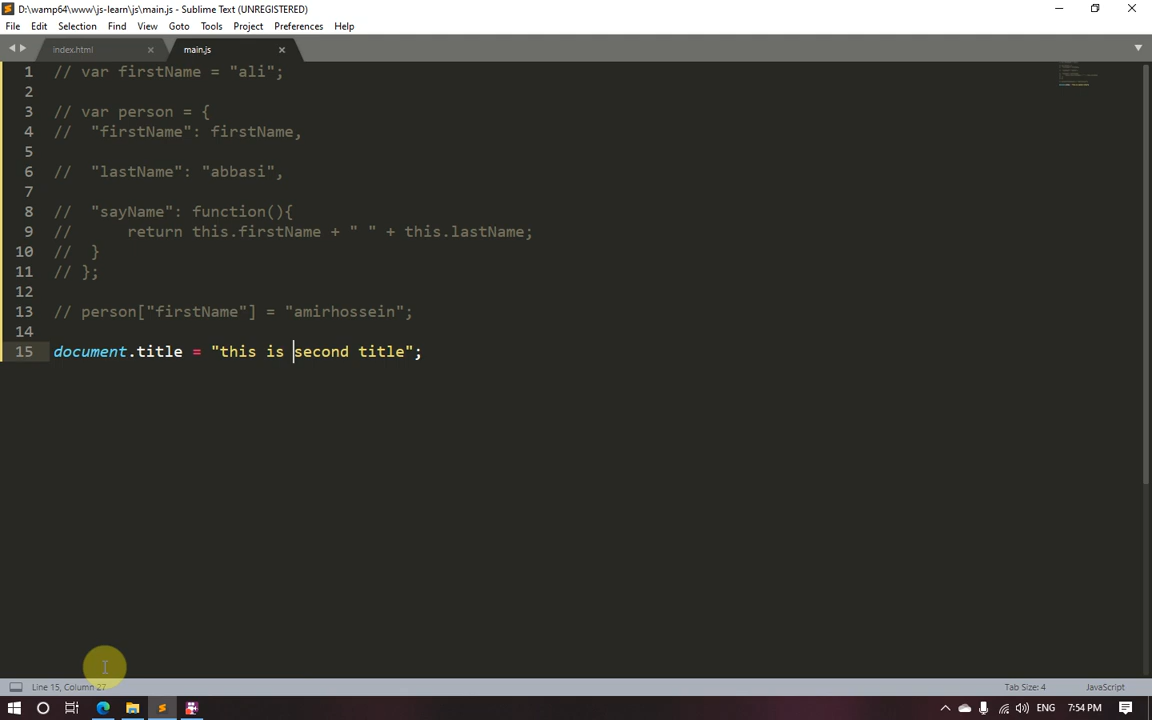 D:\wamp64\www\js-learn\js\main.js - Sublime Text (UNREGISTERED)
File Edit Selection Find View Goto Tools Project Preferences Help
index.html main.js
1 // var firstName = "ali";
2
3 // var person = {
4 // "firstName": firstName,
5
6 // "lastName": "abbasi",
7
8 // "sayName": function(){
9 // return this.firstName + " " + this.lastName;
10 // }
11 // };
12
13 // person["firstName"] = "amirhossein";
14
15 document.title = "this is second title";
Line 15, Column 27 Tab Size: 4 JavaScript
ENG 7:54 PM